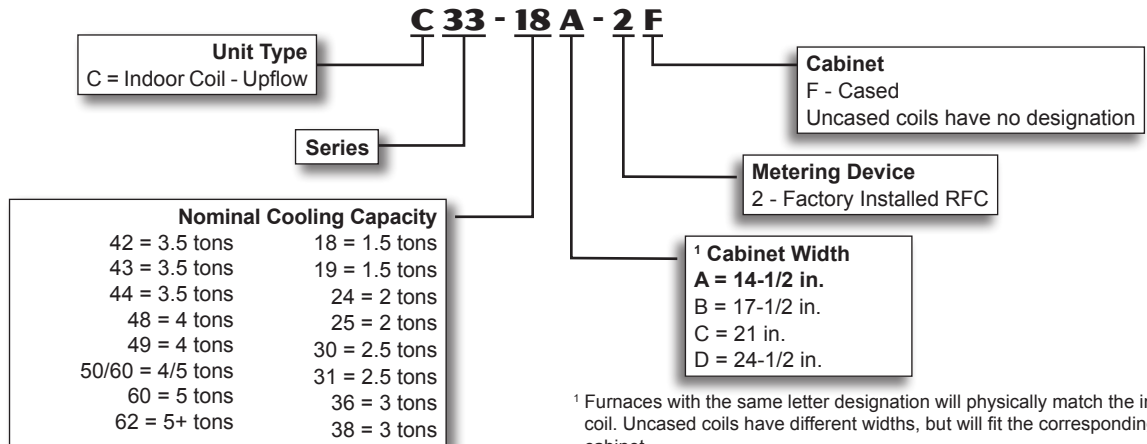 C 33 - 18 A - 2 F
Unit Type
C = Indoor Coil - Upflow
Series
Nominal Cooling Capacity
42 = 3.5 tons
43 = 3.5 tons
44 = 3.5 tons
48 = 4 tons
49 = 4 tons
50/60 = 4/5 tons
60 = 5 tons
62 = 5+ tons
18 = 1.5 tons
19 = 1.5 tons
24 = 2 tons
25 = 2 tons
30 = 2.5 tons
31 = 2.5 tons
36 = 3 tons
38 = 3 tons
Cabinet
F - Cased
Uncased coils have no designation
Metering Device
2 - Factory Installed RFC
¹ Cabinet Width
A = 14-1/2 in.
B = 17-1/2 in.
C = 21 in.
D = 24-1/2 in.
¹ Furnaces with the same letter designation will physically match the
coil. Uncased coils have different widths, but will fit the